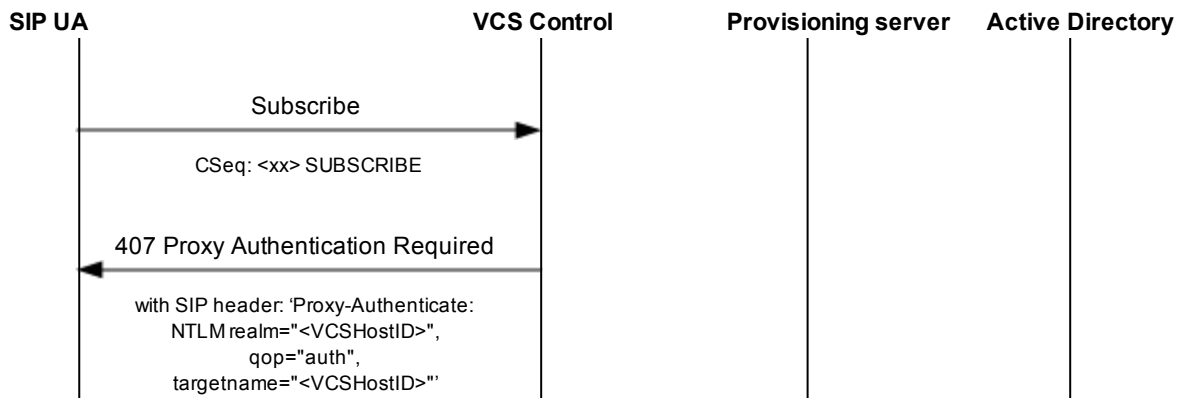 SIP UA
VCS Control
Provisioning server
Active Directory
Subscribe
CSeq: <xx> SUBSCRIBE
407 Proxy Authentication Required
with SIP header: ‘Proxy-Authenticate:
NTLM realm="<VCSHostID>",
qop="auth",
targetname="<VCSHostID>"’